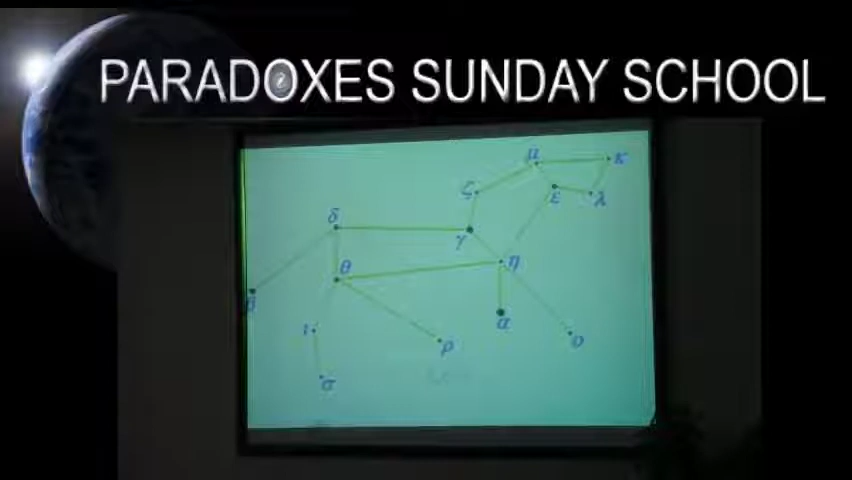 PARADOXES SUNDAY SCHOOL
μ κ
ζ ε λ
δ
γ
θ η
β
ι α
ρ ο
σ